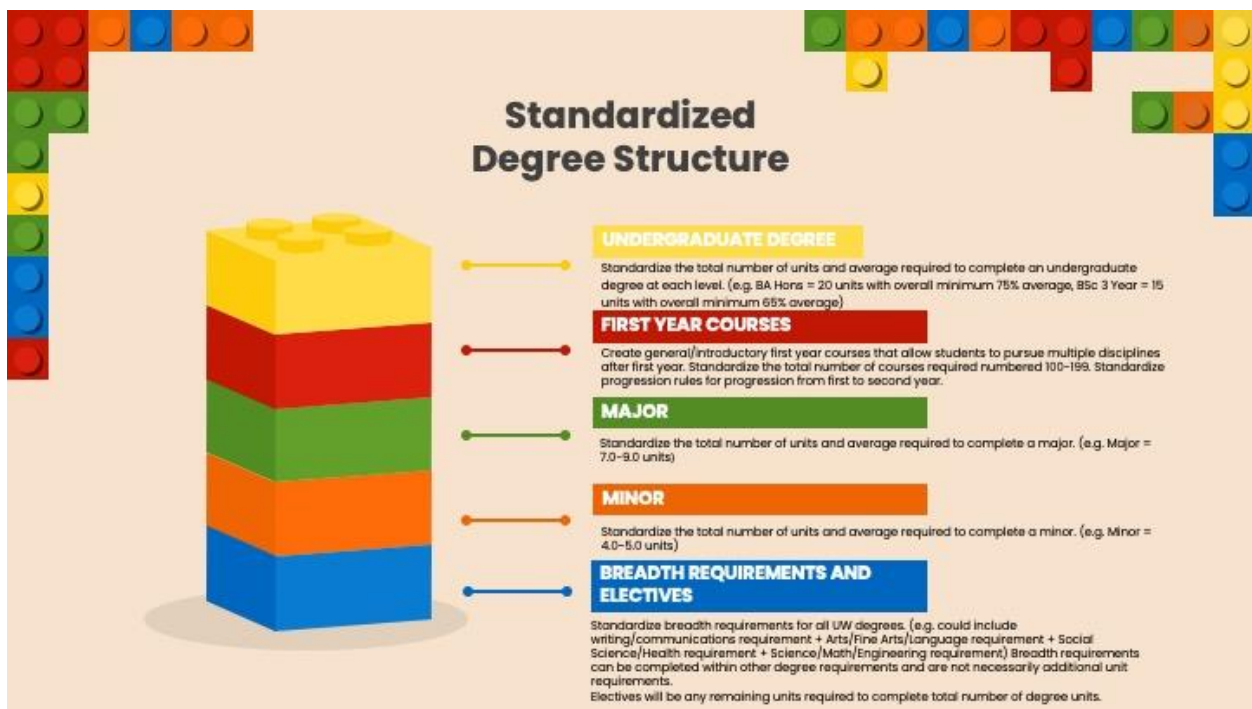 Standardized
Degree Structure
UNDERGRADUATE DEGREE
Standardize the total number of units and average required to complete an undergraduate
degree at each level. (e.g. BA Hons = 20 units with overall minimum 75% average, BSc 3 Year = 15
units with overall minimum 65% average)
FIRST YEAR COURSES
Create general/introductory first year courses that allow students to pursue multiple disciplines
after first year. Standardize the total number of courses required numbered 100-199. Standardize
progression rules for progression from first to second year.
MAJOR
Standardize the total number of units and average required to complete a major. (e.g. Major =
7.0-9.0 units)
MINOR
Standardize the total number of units and average required to complete a minor. (e.g. Minor =
4.0-5.0 units)
BREADTH REQUIREMENTS AND
ELECTIVES
Standardize breadth requirements for all UW degrees. (e.g. could include
writing/communications requirement + Arts/Fine Arts/Language requirement + Social
Science/Health requirement + Science/Math/Engineering requirement) Breadth requirements
can be completed within other degree requirements and are not necessarily additional unit
requirements.
Electives will be any remaining units required to complete total number of degree units.